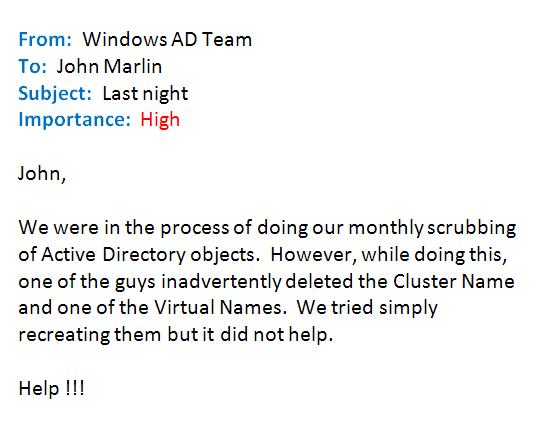 From:  Windows AD Team
To:  John Marlin
Subject:  Last night
Importance:  High
John,
We were in the process of doing our monthly scrubbing
of Active Directory objects.  However, while doing this,
one of the guys inadvertently deleted the Cluster Name
and one of the Virtual Names.  We tried simply
recreating them but it did not help.
Help !!!